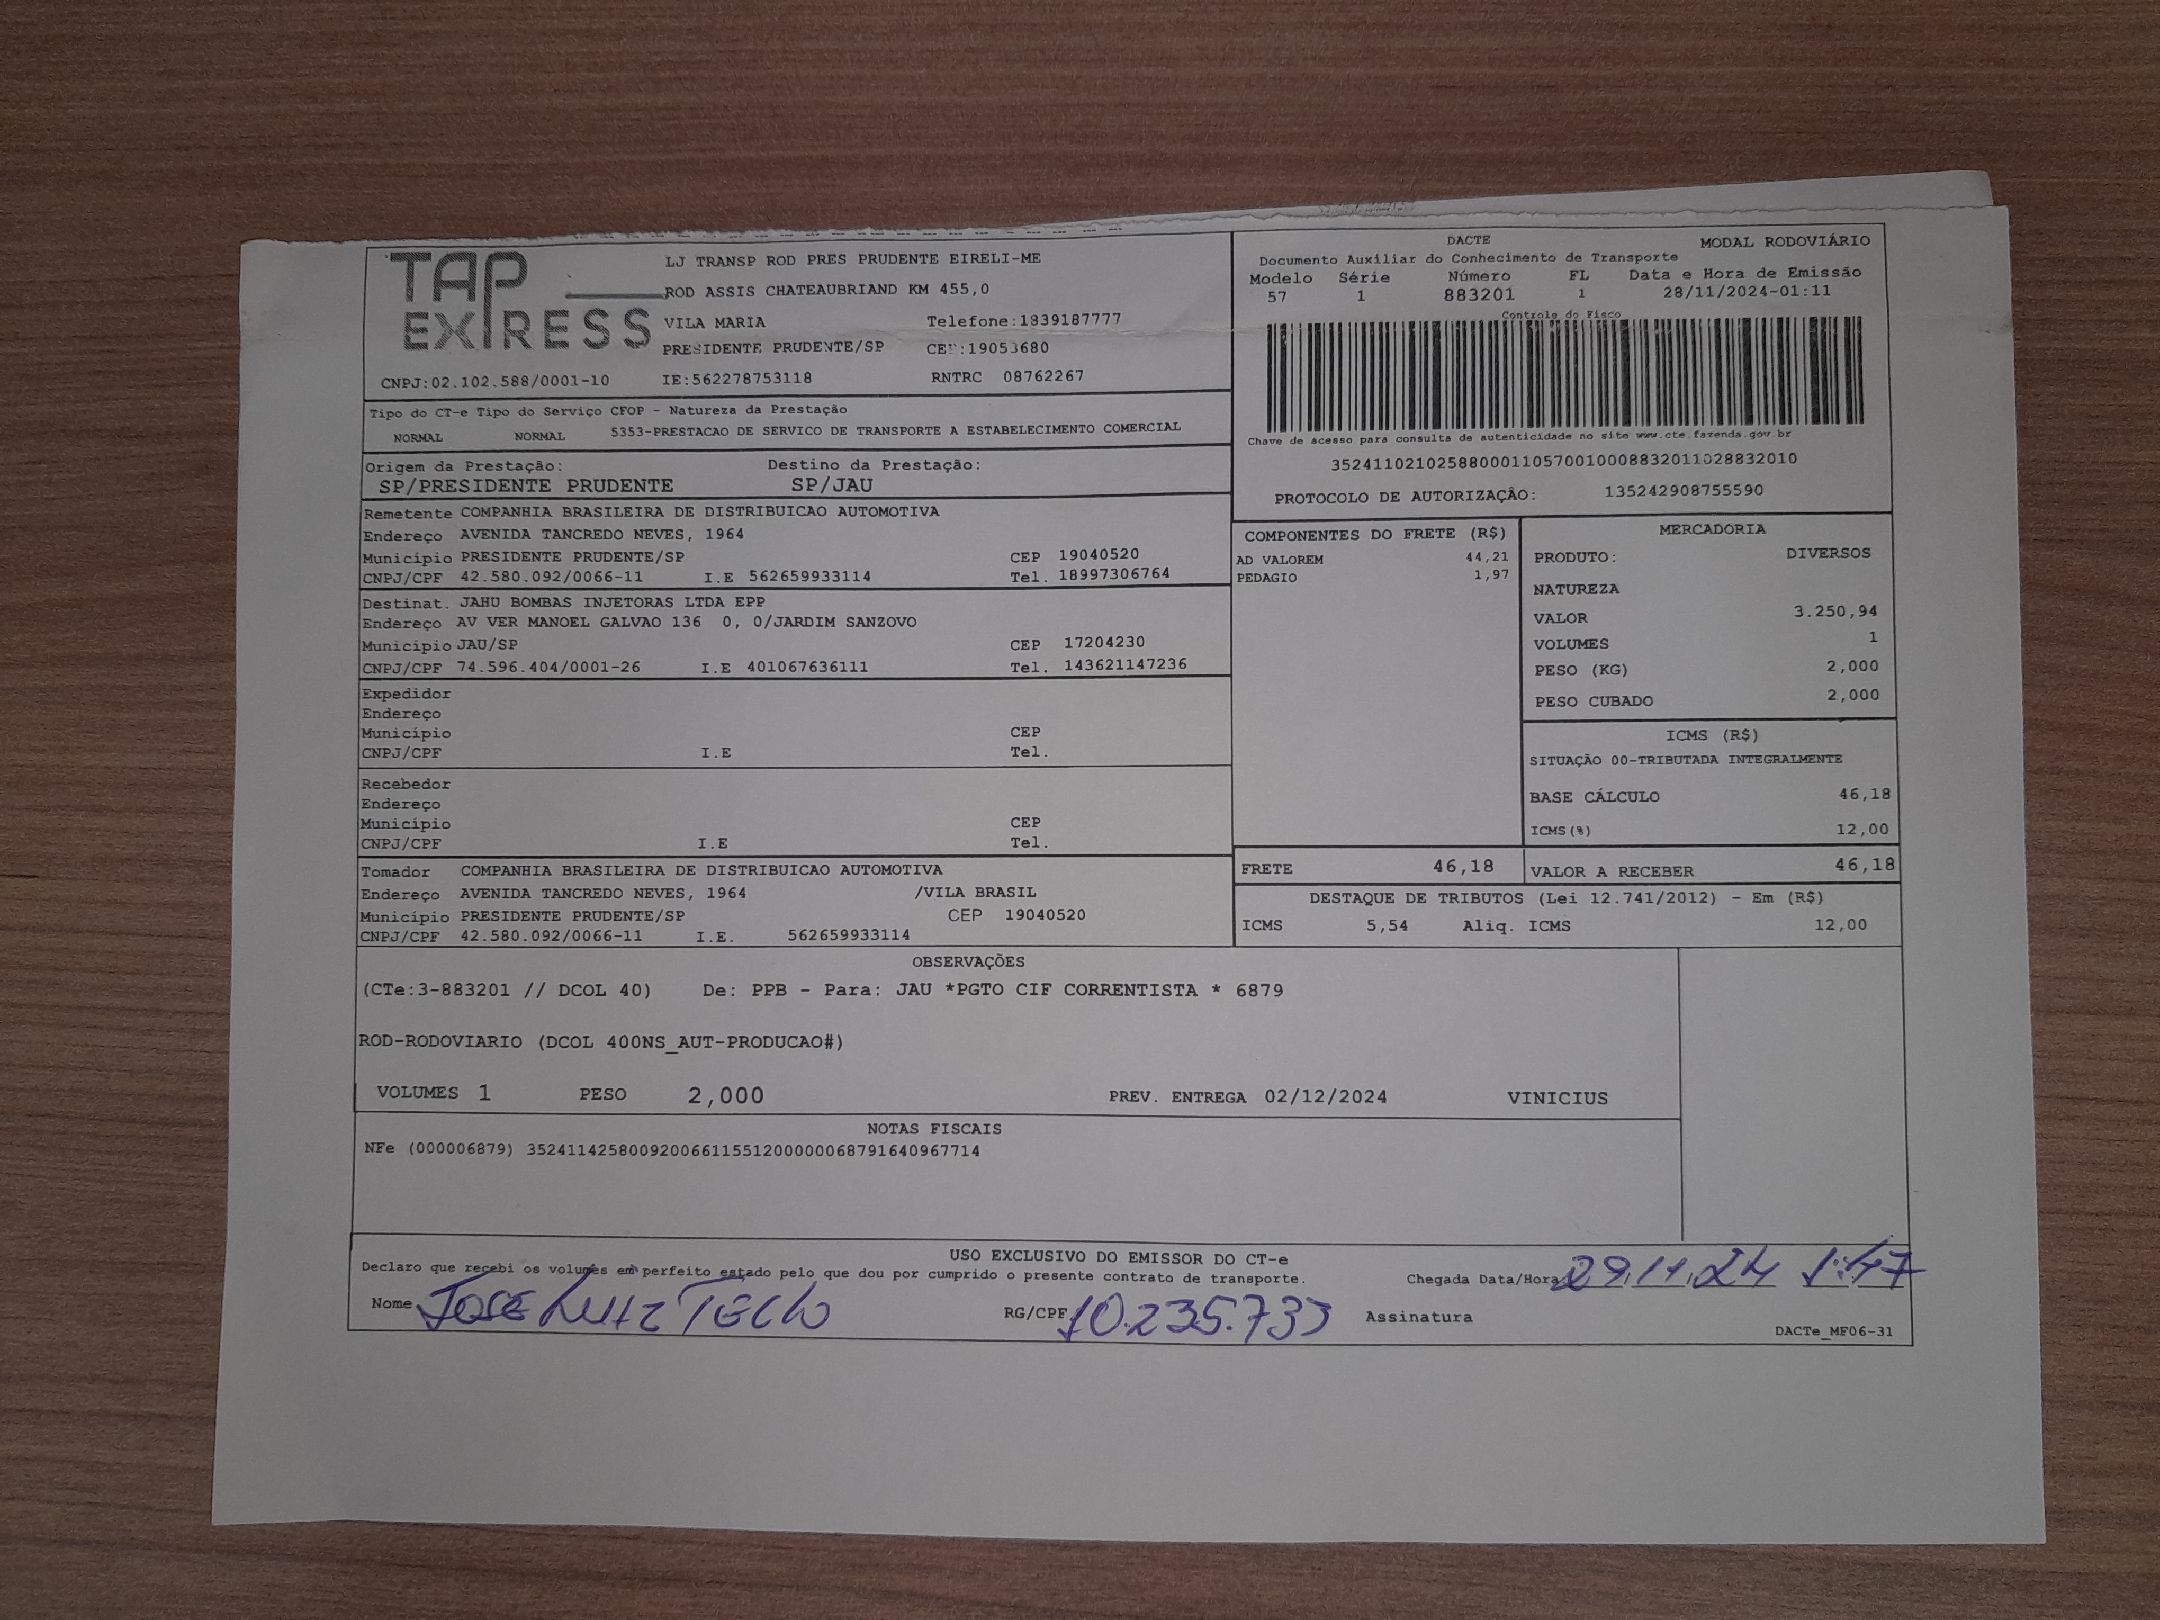 TAP
EXPRESS
LJ TRANSP ROD PRES PRUDENTE EIRELI-ME
ROD ASSIS CHATEAUBRIAND KM 455,0
VILA MARIA Telefone:1839187777
PRESIDENTE PRUDENTE/SP CEP:19053680
CNPJ:02.102.588/0001-10 IE:562278753118 RNTRC 08762267
DACTE MODAL RODOVIÁRIO
Documento Auxiliar do Conhecimento de Transporte
Modelo Série Número FL Data e Hora de Emissão
57 1 883201 1 28/11/2024-01:11
Controle do Fisco
Chave de acesso para consulta de autenticidade no site www.cte.fazenda.gov.br
35241102102588000110570010008832011028832010
PROTOCOLO DE AUTORIZAÇÃO: 135242908755590
Tipo do CT-e Tipo do Serviço CFOP - Natureza da Prestação
NORMAL NORMAL 5353-PRESTACAO DE SERVICO DE TRANSPORTE A ESTABELECIMENTO COMERCIAL
Origem da Prestação: Destino da Prestação:
SP/PRESIDENTE PRUDENTE SP/JAU
Remetente COMPANHIA BRASILEIRA DE DISTRIBUICAO AUTOMOTIVA
Endereço AVENIDA TANCREDO NEVES, 1964
Município PRESIDENTE PRUDENTE/SP CEP 19040520
CNPJ/CPF 42.580.092/0066-11 I.E 562659933114 Tel. 18997306764
Destinat. JAHU BOMBAS INJETORAS LTDA EPP
Endereço AV VER MANOEL GALVAO 136 0, 0/JARDIM SANZOVO
Município JAU/SP CEP 17204230
CNPJ/CPF 74.596.404/0001-26 I.E 401067636111 Tel. 143621147236
Expedidor
Endereço
Município CEP
CNPJ/CPF I.E Tel.
Recebedor
Endereço
Município CEP
CNPJ/CPF I.E Tel.
Tomador COMPANHIA BRASILEIRA DE DISTRIBUICAO AUTOMOTIVA
Endereço AVENIDA TANCREDO NEVES, 1964 /VILA BRASIL
Município PRESIDENTE PRUDENTE/SP CEP 19040520
CNPJ/CPF 42.580.092/0066-11 I.E. 562659933114
COMPONENTES DO FRETE (R$)
AD VALOREM 44,21
PEDAGIO 1,97
MERCADORIA
PRODUTO: DIVERSOS
NATUREZA
VALOR 3.250,94
VOLUMES 1
PESO (KG) 2,000
PESO CUBADO 2,000
ICMS (R$)
SITUAÇÃO 00-TRIBUTADA INTEGRALMENTE
BASE CÁLCULO 46,18
ICMS(%) 12,00
FRETE 46,18 VALOR A RECEBER 46,18
DESTAQUE DE TRIBUTOS (Lei 12.741/2012) - Em (R$)
ICMS 5,54 Aliq. ICMS 12,00
OBSERVAÇÕES
(CTe:3-883201 // DCOL 40) De: PPB - Para: JAU *PGTO CIF CORRENTISTA * 6879
ROD-RODOVIARIO (DCOL 400NS_AUT-PRODUCAO#)
VOLUMES 1 PESO 2,000 PREV. ENTREGA 02/12/2024 VINICIUS
NOTAS FISCAIS
NFe (000006879) 35241142580092006611551200000068791640967714
USO EXCLUSIVO DO EMISSOR DO CT-e
Declaro que recebi os volumes em perfeito estado pelo que dou por cumprido o presente contrato de transporte. Chegada Data/Hora 29.11.24 1:47
Nome JOSE LUIZ TECIO RG/CPF 10.235.733 Assinatura
DACTe_MF06-31